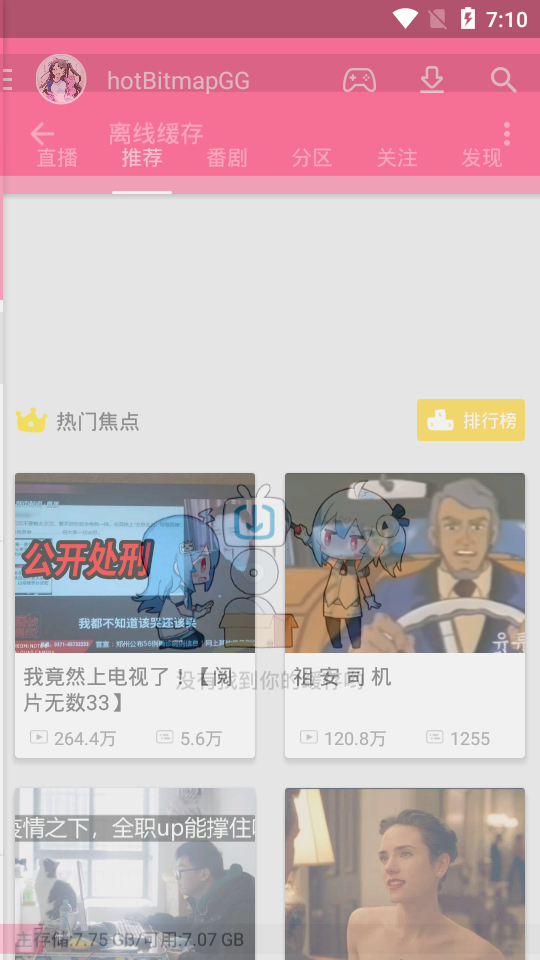 7:10
hotBitmapGG
离线缓存
直播 推荐 番剧 分区 关注 发现
热门焦点
排行榜
公开处刑
我都不知道该哭还该哭
我竟然上电视了！【阅
片无数33】
祖 安 司 机
没有找到你的缓存哟
264.4万 5.6万
120.8万 1255
疫情之下，全职up能撑住
主存储:7.75 GB/可用:7.07 GB